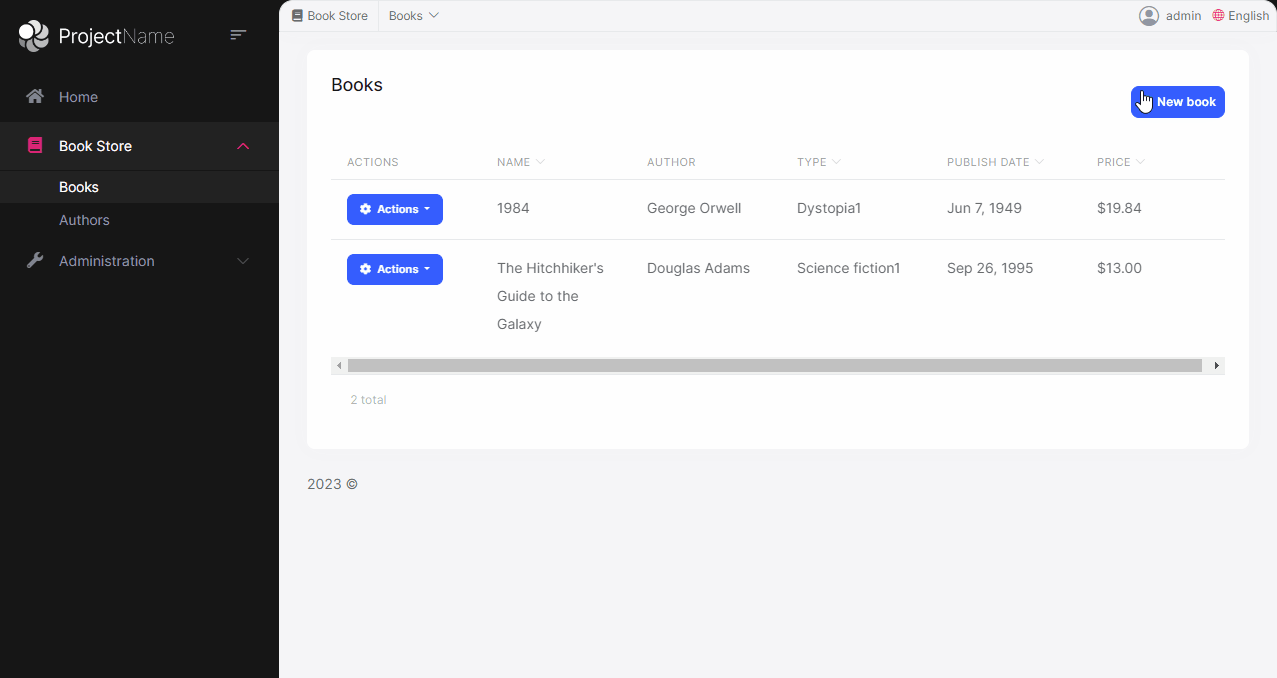 ProjectName
Home
Book Store
Books
Authors
Administration
Book Store Books
admin English
Books
New book
ACTIONS NAME AUTHOR TYPE PUBLISH DATE PRICE
Actions 1984 George Orwell Dystopia1 Jun 7, 1949 $19.84
Actions The Hitchhiker's Douglas Adams Science fiction1 Sep 26, 1995 $13.00
Guide to the
Galaxy
2 total
2023 ©